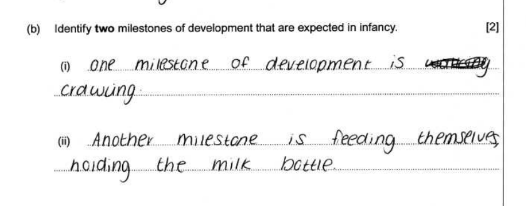 (b) Identify two milestones of development that are expected in infancy. [2]
(i) one milestone of development is
crawling.
(ii) Another milestone is feeding themselves
holding the milk bottle.